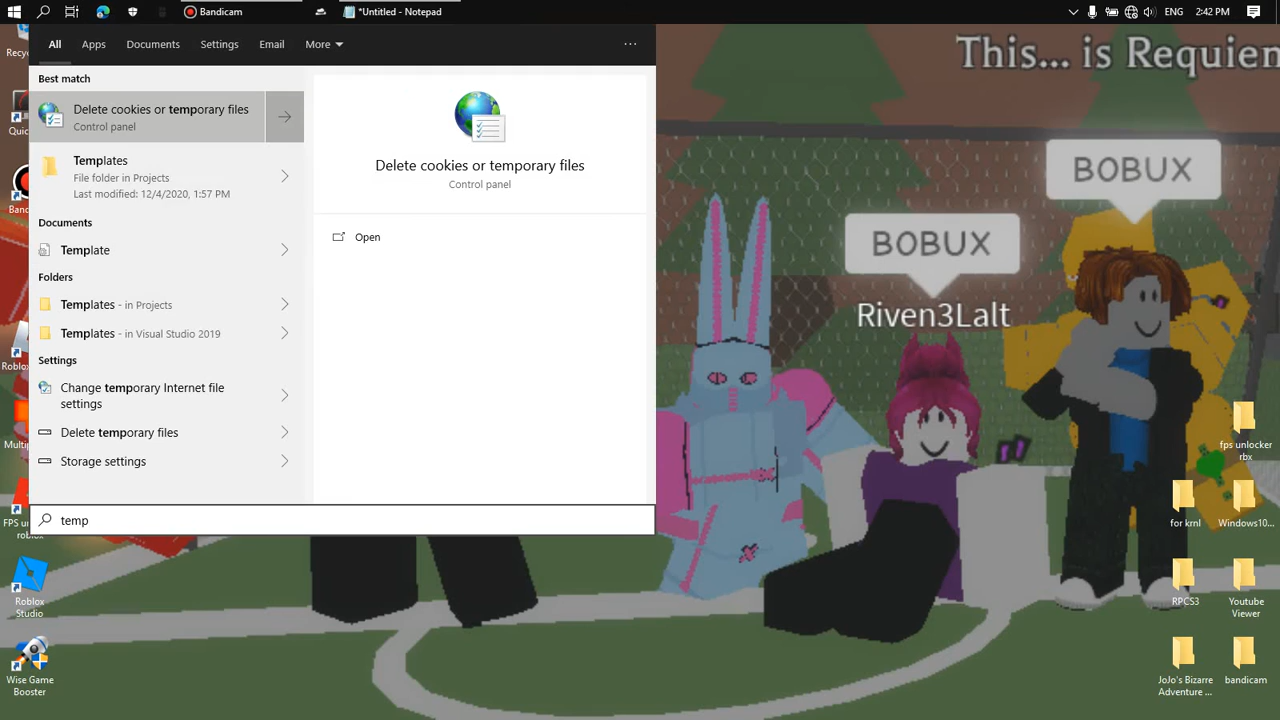 Bandicam
*Untitled - Notepad
ENG
2:42 PM
All
Apps
Documents
Settings
Email
More
Best match
Delete cookies or temporary files
Control panel
Templates
File folder in Projects
Last modified: 12/4/2020, 1:57 PM
Documents
Template
Folders
Templates - in Projects
Templates - in Visual Studio 2019
Settings
Change temporary Internet file
settings
Delete temporary files
Storage settings
temp
Delete cookies or temporary files
Control panel
Open
This... is Requien
BOBUX
BOBUX
Riven3Lalt
Roblox
Studio
Wise Game
Booster
fps unlocker
rbx
for krnl
Windows10...
RPCS3
Youtube
Viewer
JoJo's Bizarre
Adventure ...
bandicam